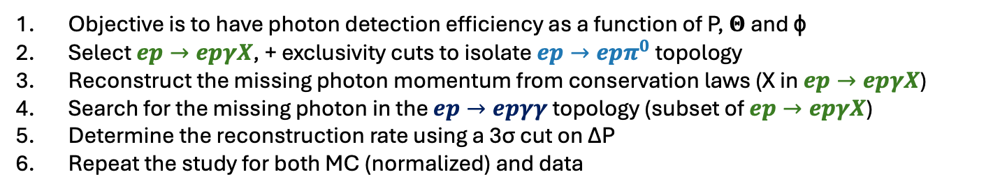 1. Objective is to have photon detection efficiency as a function of P, Θ and ϕ
2. Select ep → epγX, + exclusivity cuts to isolate ep → epπ⁰ topology
3. Reconstruct the missing photon momentum from conservation laws (X in ep → epγX)
4. Search for the missing photon in the ep → epγγ topology (subset of ep → epγX)
5. Determine the reconstruction rate using a 3σ cut on ΔP
6. Repeat the study for both MC (normalized) and data